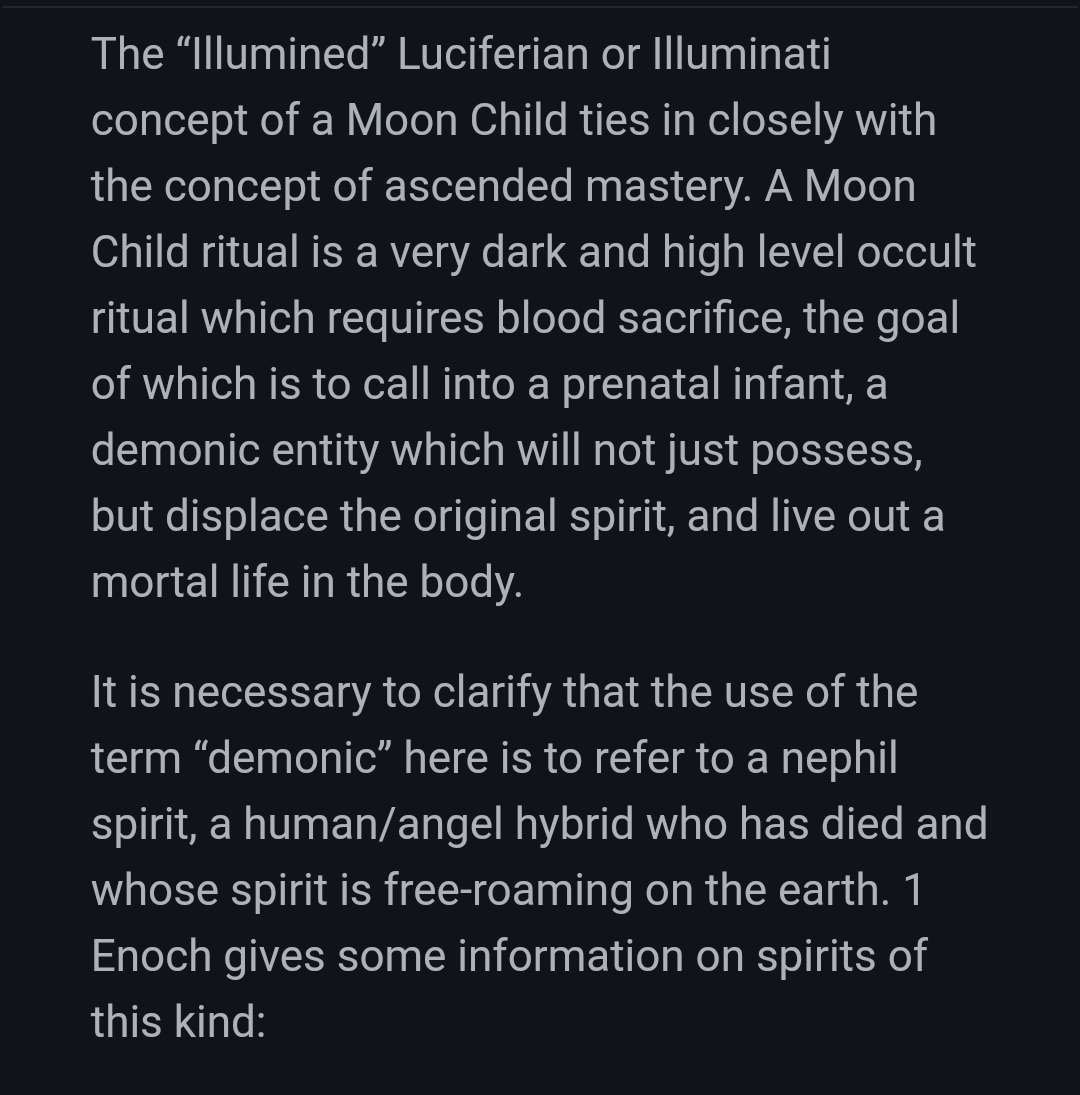 The “Illumined” Luciferian or Illuminati
concept of a Moon Child ties in closely with
the concept of ascended mastery. A Moon
Child ritual is a very dark and high level occult
ritual which requires blood sacrifice, the goal
of which is to call into a prenatal infant, a
demonic entity which will not just possess,
but displace the original spirit, and live out a
mortal life in the body.
It is necessary to clarify that the use of the
term “demonic” here is to refer to a nephil
spirit, a human/angel hybrid who has died and
whose spirit is free-roaming on the earth. 1
Enoch gives some information on spirits of
this kind: